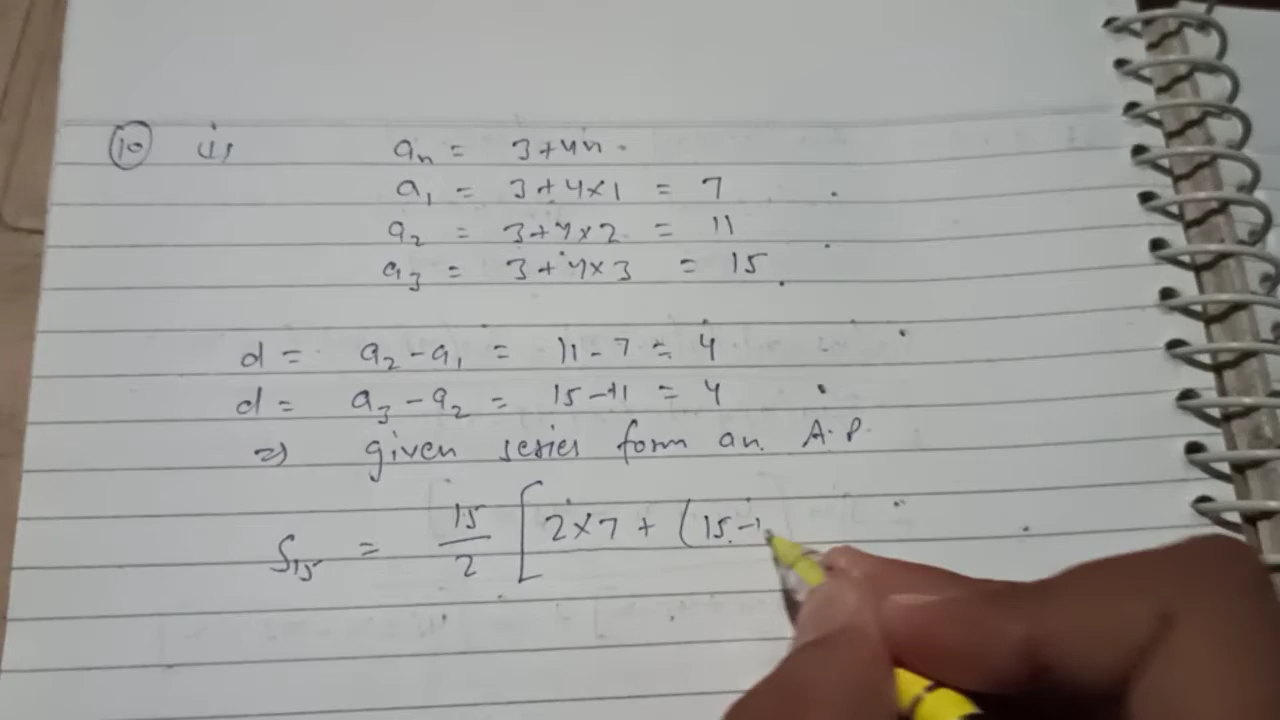 10 (i) aₙ = 3+4n.
a₁ = 3+4×1 = 7
a₂ = 3+4×2 = 11
a₃ = 3+4×3 = 15
d = a₂-a₁ = 11-7 = 4
d = a₃-a₂ = 15-11 = 4
⇒ given series form an A.P.
S₁₅ = 15/2 [2×7 + (15-1